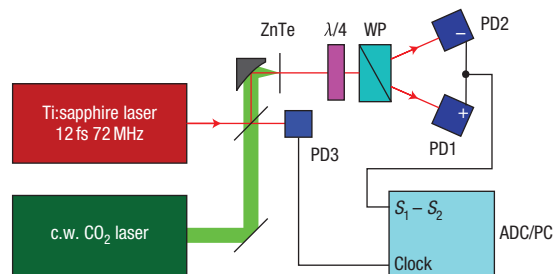 ZnTe
λ/4
WP
PD2
−
Ti:sapphire laser
12 fs 72 MHz
+
PD1
PD3
c.w. CO₂ laser
S₁ – S₂
ADC/PC
Clock